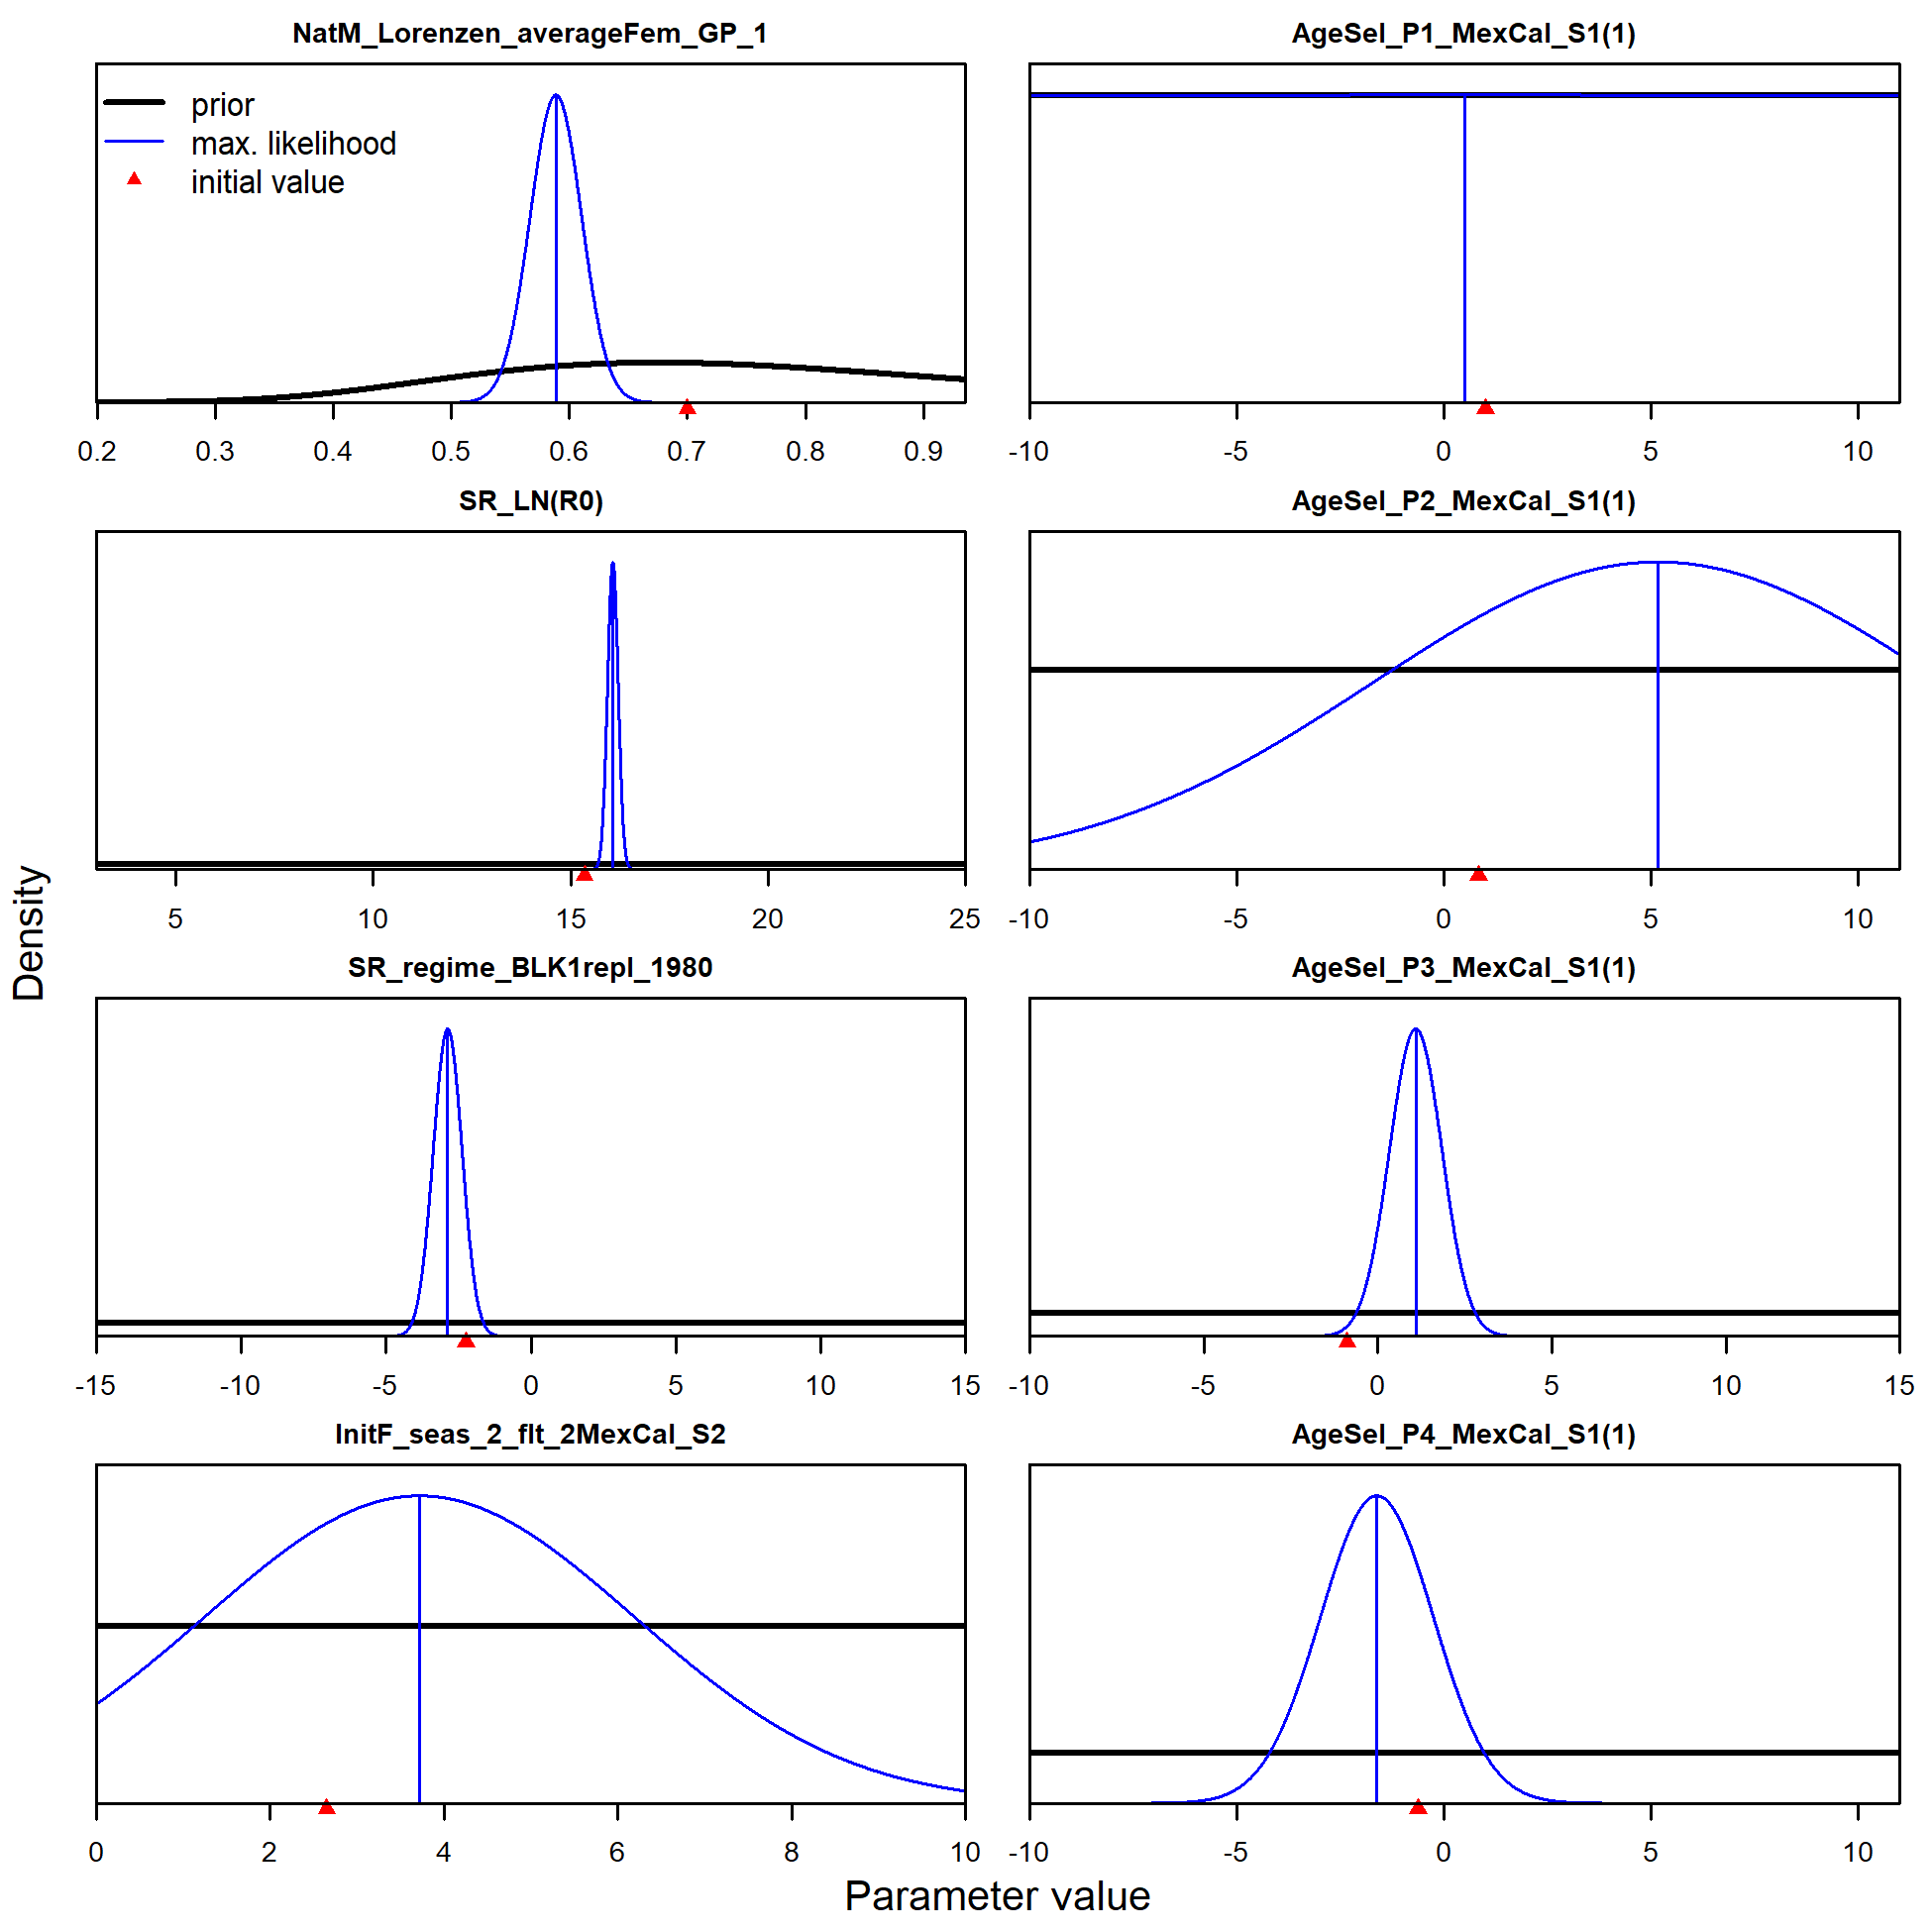 NatM_Lorenzen_averageFem_GP_1
prior
max. likelihood
initial value
0.2 0.3 0.4 0.5 0.6 0.7 0.8 0.9
AgeSel_P1_MexCal_S1(1)
-10 -5 0 5 10
SR_LN(R0)
5 10 15 20 25
AgeSel_P2_MexCal_S1(1)
-10 -5 0 5 10
SR_regime_BLK1repl_1980
-15 -10 -5 0 5 10 15
AgeSel_P3_MexCal_S1(1)
-10 -5 0 5 10 15
InitF_seas_2_flt_2MexCal_S2
0 2 4 6 8 10
AgeSel_P4_MexCal_S1(1)
-10 -5 0 5 10
Density
Parameter value